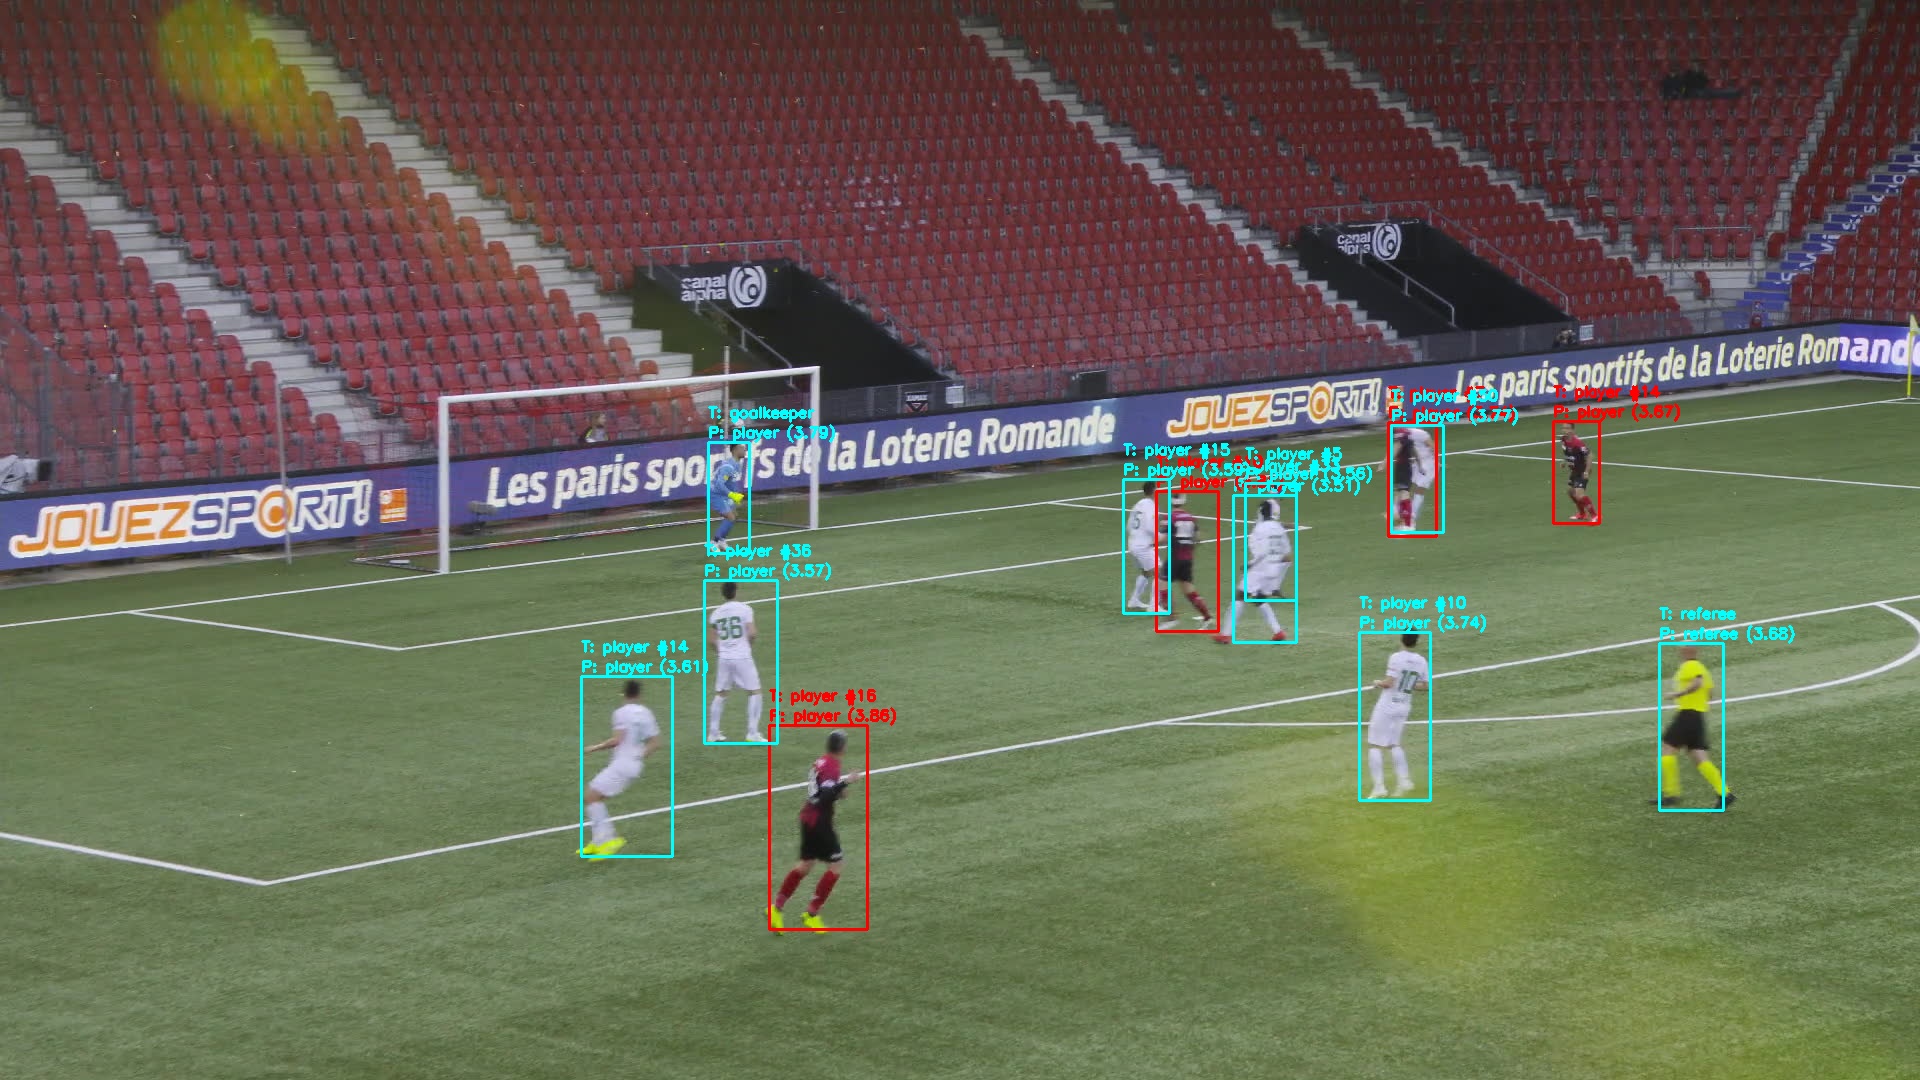 canal
alpha
canal
alpha
Les paris sportifs de la Loterie Romande
JOUEZSPORT!
Les paris sportifs de la Loterie Romande
JOUEZSPORT!
T: goalkeeper
P: player (3.79)
P: player (3.77)
T: player #14
P: player (3.67)
T: player #15
T: player #5
T: player #36
P: player (3.57)
T: player #10
P: player (3.74)
T: referee
P: referee (3.68)
T: player #14
P: player (3.61)
T: player #16
P: player (3.86)
36
10